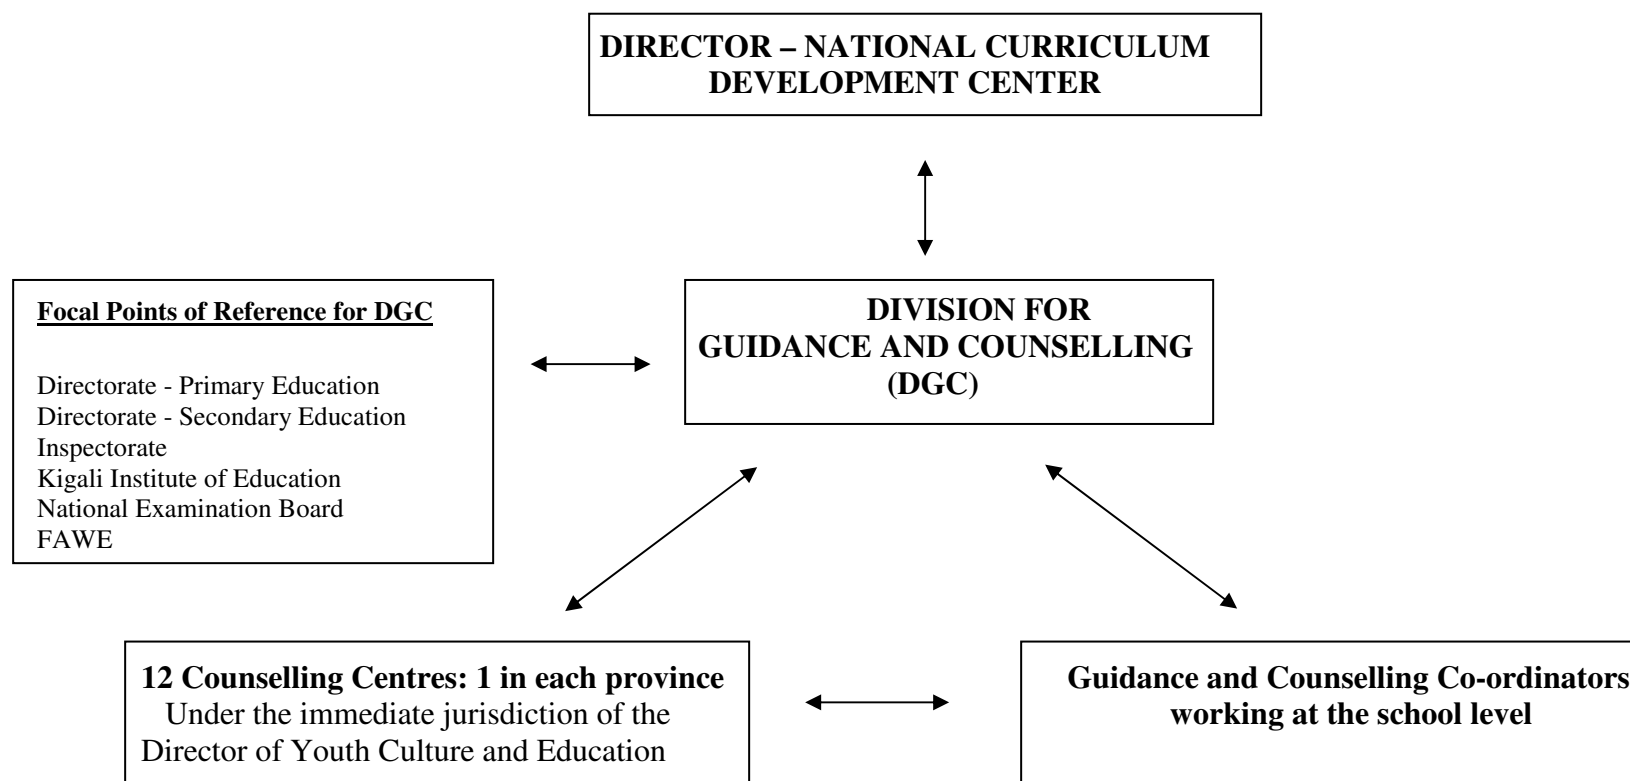 DIRECTOR – NATIONAL CURRICULUM
DEVELOPMENT CENTER
Focal Points of Reference for DGC
Directorate - Primary Education
Directorate - Secondary Education
Inspectorate
Kigali Institute of Education
National Examination Board
FAWE
DIVISION FOR
GUIDANCE AND COUNSELLING
(DGC)
12 Counselling Centres: 1 in each province
Under the immediate jurisdiction of the
Director of Youth Culture and Education
Guidance and Counselling Co-ordinators
working at the school level